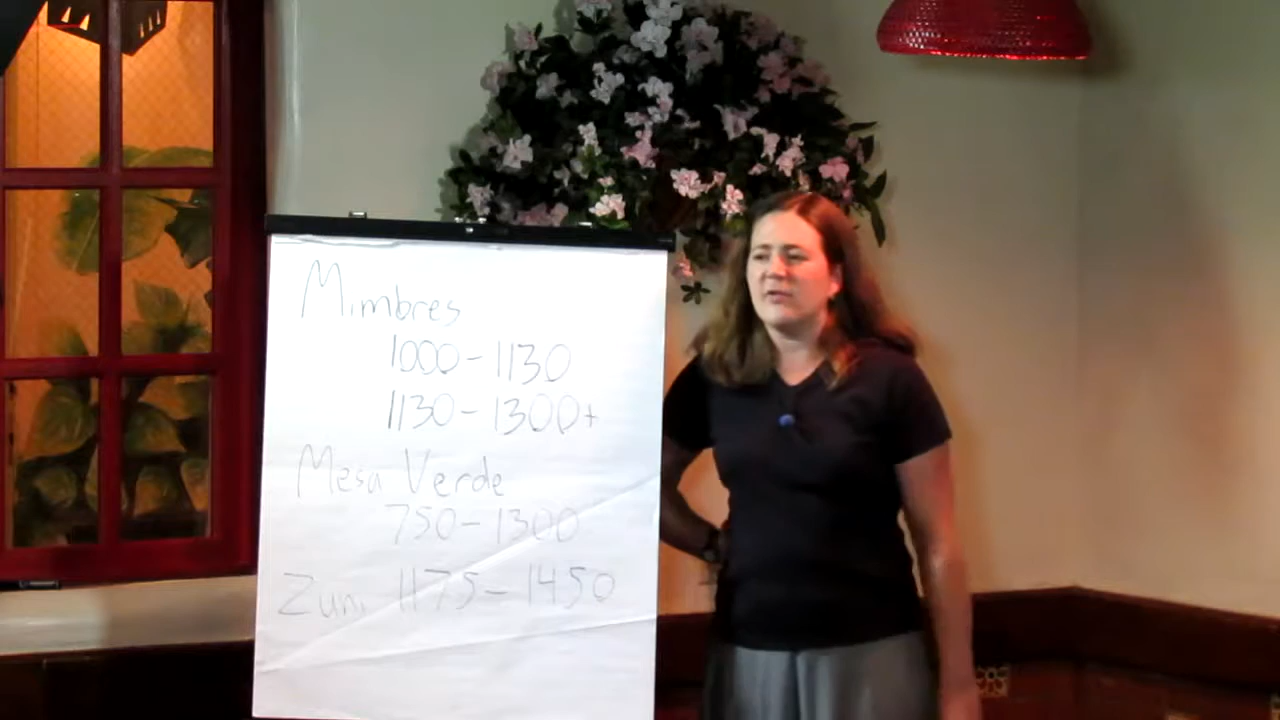 Mimbres
1000-1130
1130-1300+
Mesa Verde
750-1300
Zuni 1175-1450